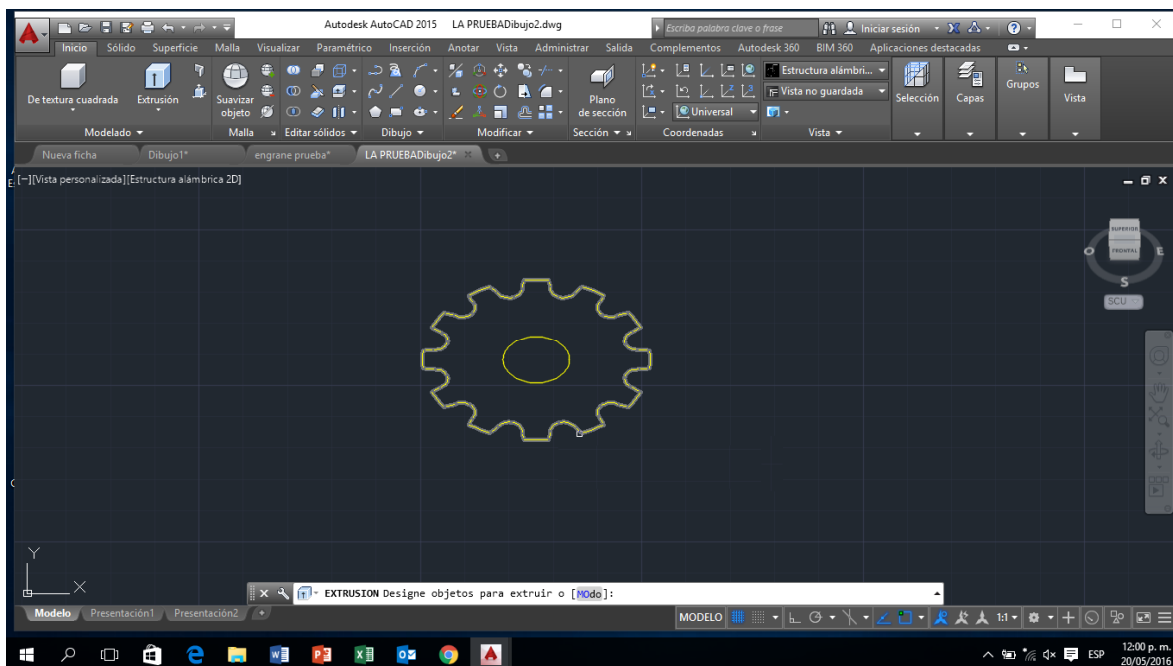 Autodesk AutoCAD 2015 LA PRUEBADibujo2.dwg
Escriba palabra clave o frase
Iniciar sesión
Inicio Sólido Superficie Malla Visualizar Paramétrico Inserción Anotar Vista Administrar Salida Complementos Autodesk 360 BIM 360 Aplicaciones destacadas
De textura cuadrada
Extrusión
Suavizar objeto
Plano de sección
Estructura alámbri...
Vista no guardada
Universal
Selección
Capas
Grupos
Vista
Modelado Malla Editar sólidos Dibujo Modificar Sección Coordenadas Vista
Nueva ficha Dibujo1* engrane prueba* LA PRUEBADibujo2*
[−][Vista personalizada][Estructura alámbrica 2D]
SUPERIOR
O FRONTAL E
S
SCU
Y
X
EXTRUSION Designe objetos para extruir o [MOdo]:
Modelo Presentación1 Presentación2
MODELO
1:1
ESP
12:00 p. m.
20/05/2016